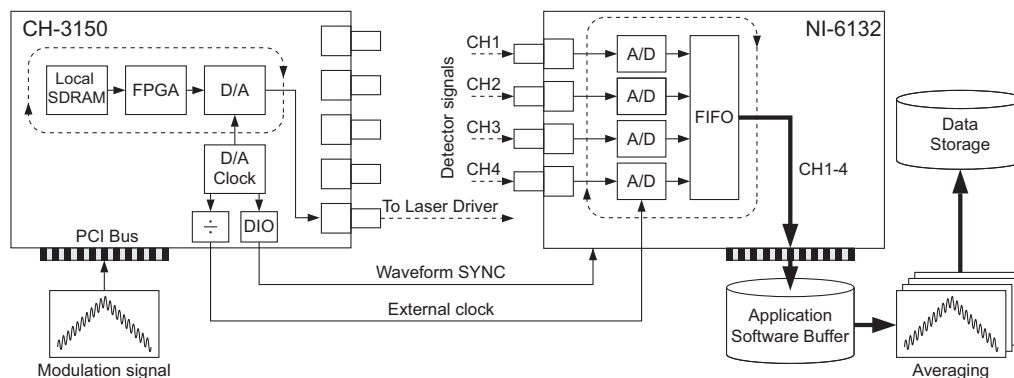 CH-3150
Local
SDRAM
FPGA
D/A
D/A
Clock
÷
DIO
PCI Bus
Modulation signal
To Laser Driver
Waveform SYNC
External clock
Detector signals
CH1
CH2
CH3
CH4
NI-6132
A/D
A/D
A/D
A/D
FIFO
CH1-4
Data
Storage
Application
Software Buffer
Averaging